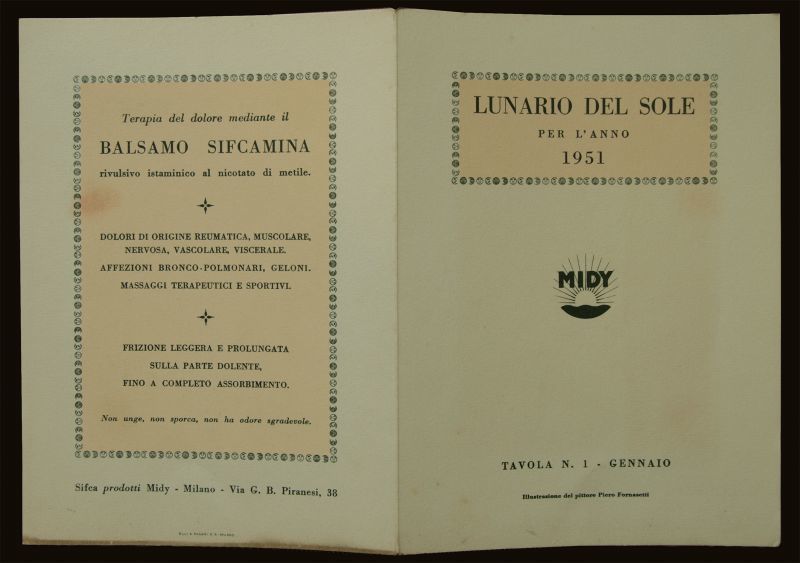 Terapia del dolore mediante il
BALSAMO SIFCAMINA
rivulsivo istaminico al nicotato di metile.
DOLORI DI ORIGINE REUMATICA, MUSCOLARE,
NERVOSA, VASCOLARE, VISCERALE.
AFFEZIONI BRONCO-POLMONARI, GELONI.
MASSAGGI TERAPEUTICI E SPORTIVI.
FRIZIONE LEGGERA E PROLUNGATA
SULLA PARTE DOLENTE,
FINO A COMPLETO ASSORBIMENTO.
Non unge, non sporca, non ha odore sgradevole.
Sifca prodotti Midy - Milano - Via G. B. Piranesi, 38
LUNARIO DEL SOLE
PER L'ANNO
1951
MIDY
TAVOLA N. 1 - GENNAIO
Illustrazione del pittore Piero Fornasetti